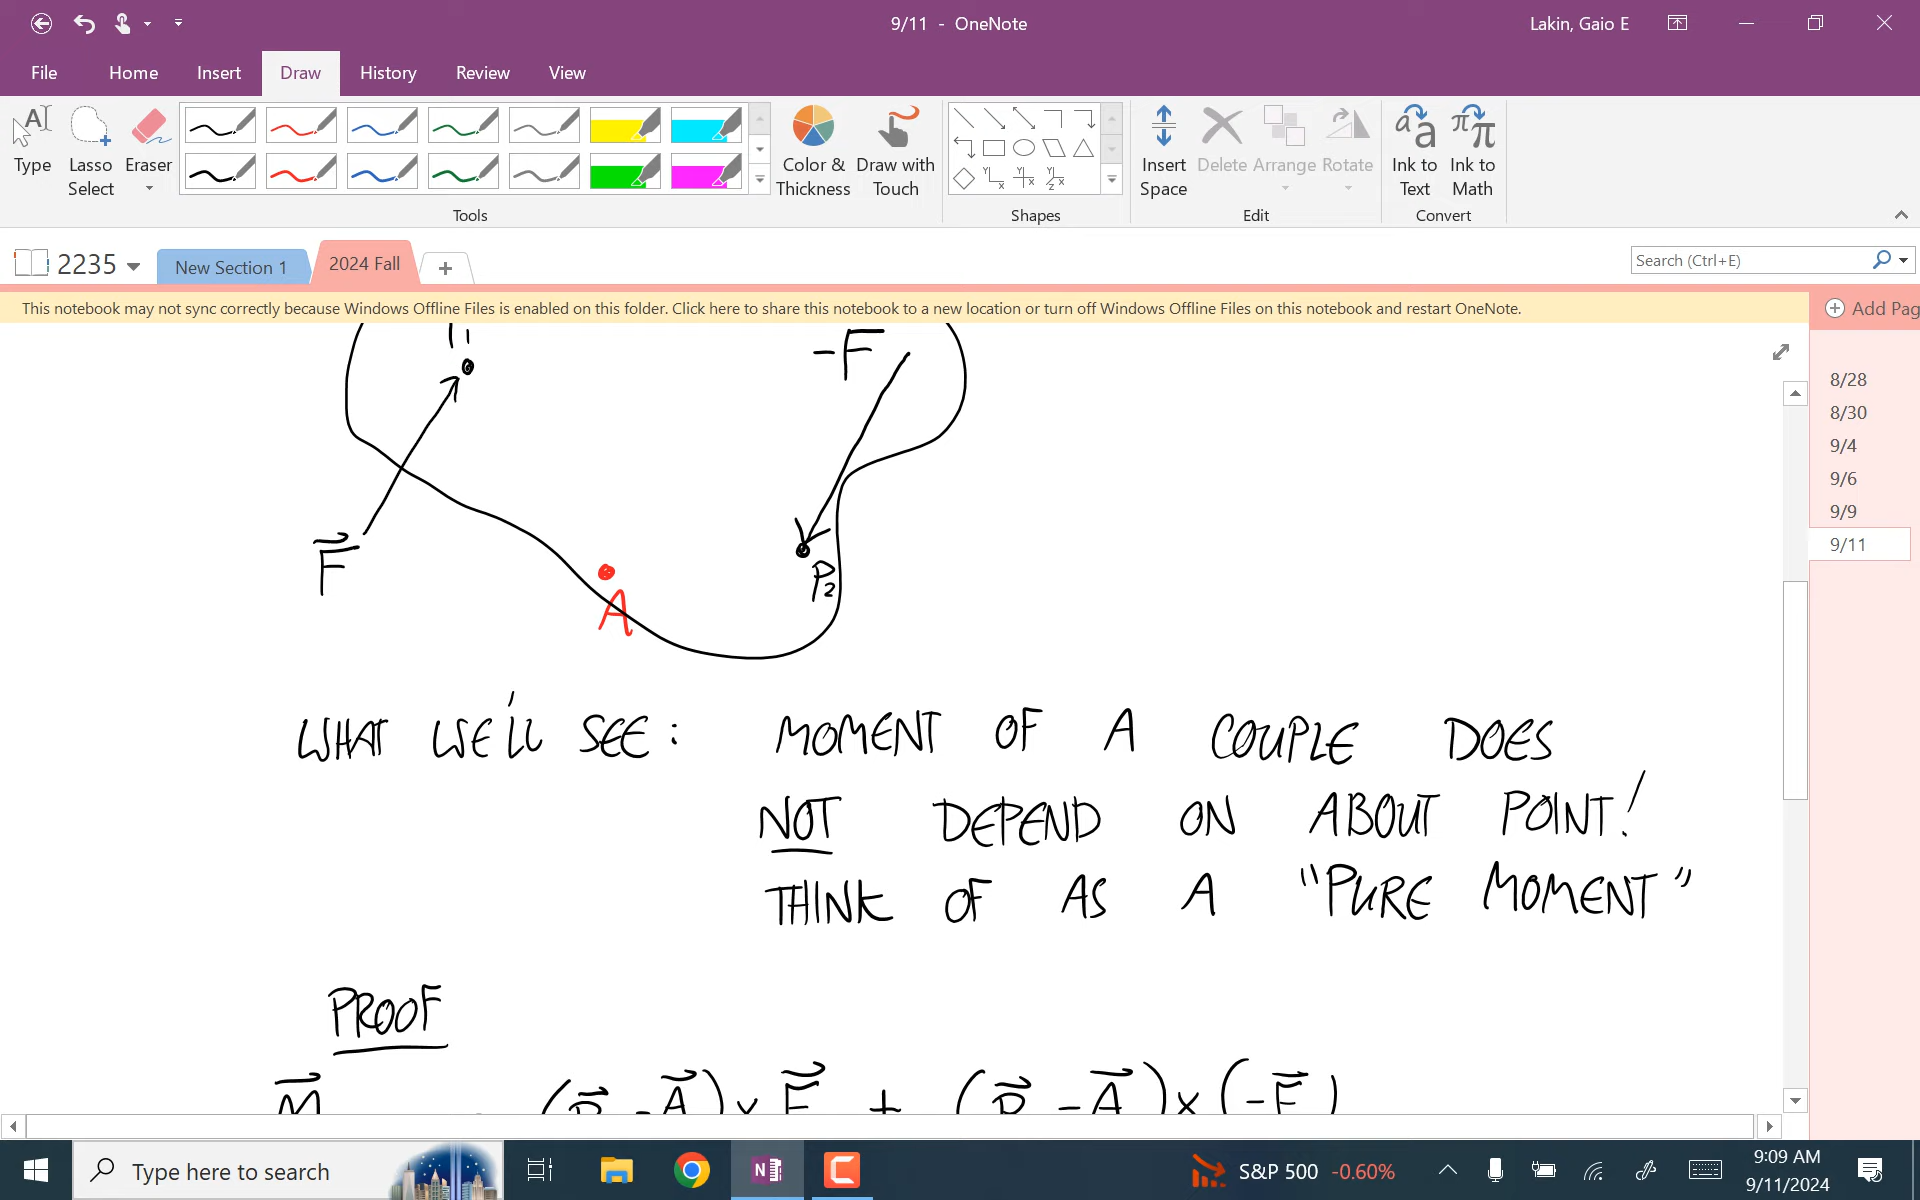 9/11 - OneNote
Lakin, Gaio E
File Home Insert Draw History Review View
Type
Lasso Select
Eraser
Color & Thickness
Draw with Touch
Insert Space
Delete
Arrange
Rotate
Ink to Text
Ink to Math
Tools
Shapes
Edit
Convert
2235
New Section 1
2024 Fall
Search (Ctrl+E)
This notebook may not sync correctly because Windows Offline Files is enabled on this folder. Click here to share this notebook to a new location or turn off Windows Offline Files on this notebook and restart OneNote.
Add Pag
8/28
8/30
9/4
9/6
9/9
9/11
-F
F⃗
A
P₂
WHAT WE'LL SEE: MOMENT OF A COUPLE DOES
NOT DEPEND ON ABOUT POINT!
THINK OF AS A "PURE MOMENT"
PROOF
M⃗ (P⃗ - A⃗) × F⃗ + (P⃗ - A⃗) × (-F⃗)
Type here to search
S&P 500 -0.60%
9:09 AM
9/11/2024